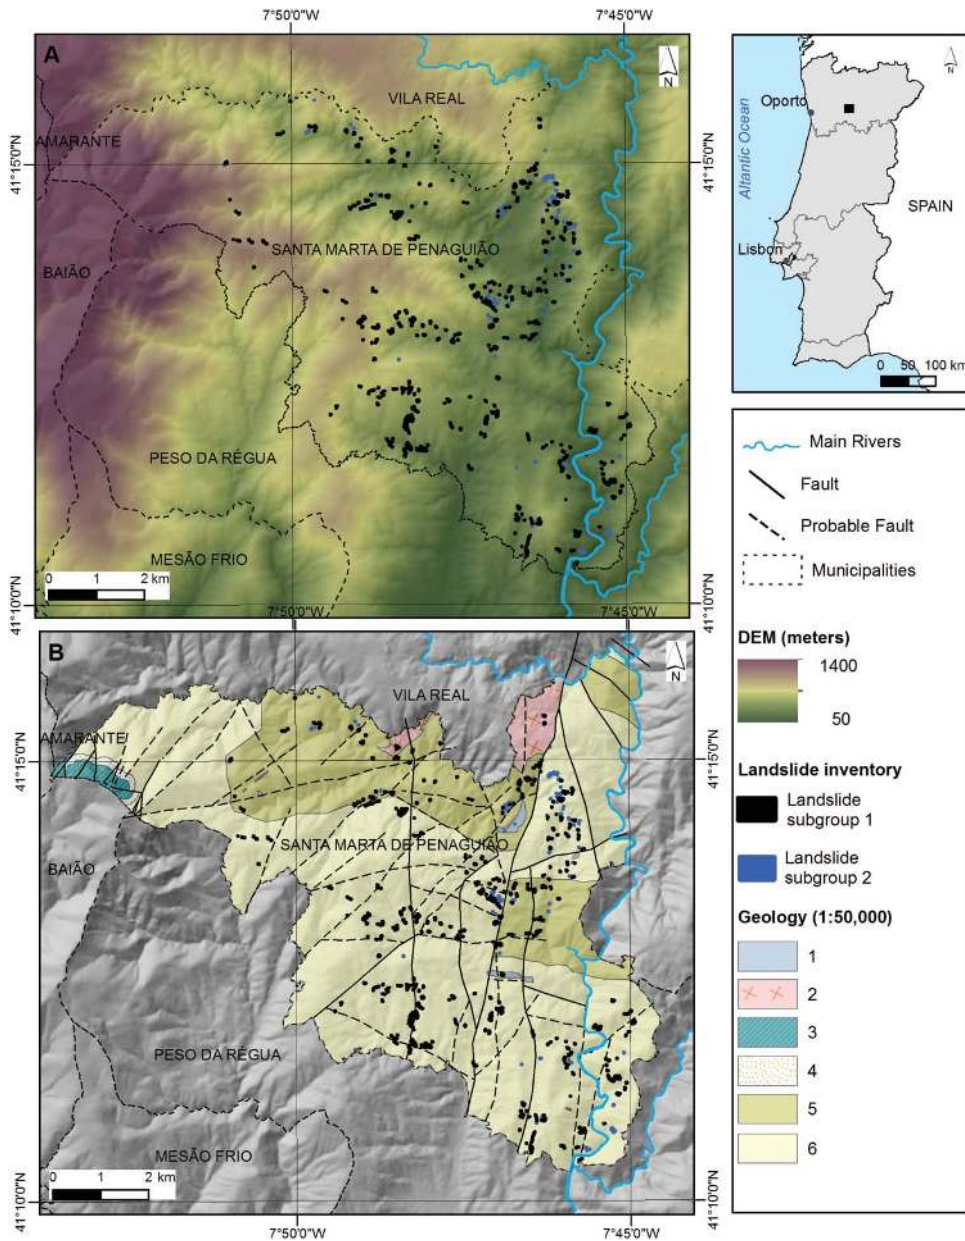 7°50'0"W
7°45'0"W
A
VILA REAL
AMARANTE
41°15'0"N
41°15'0"N
SANTA MARTA DE PENAGUIÃO
BAIÃO
PESO DA RÉGUA
MESÃO FRIO
0 1 2 km
41°10'0"N
41°10'0"N
7°50'0"W
7°45'0"W
B
VILA REAL
AMARANTE
41°15'0"N
41°15'0"N
SANTA MARTA DE PENAGUIÃO
BAIÃO
PESO DA RÉGUA
MESÃO FRIO
0 1 2 km
41°10'0"N
41°10'0"N
7°50'0"W
7°45'0"W
Oporto
Altantic Ocean
SPAIN
Lisbon
0 50 100 km
Main Rivers
Fault
Probable Fault
Municipalities
DEM (meters)
1400
50
Landslide inventory
Landslide
subgroup 1
Landslide
subgroup 2
Geology (1:50,000)
1
2
3
4
5
6